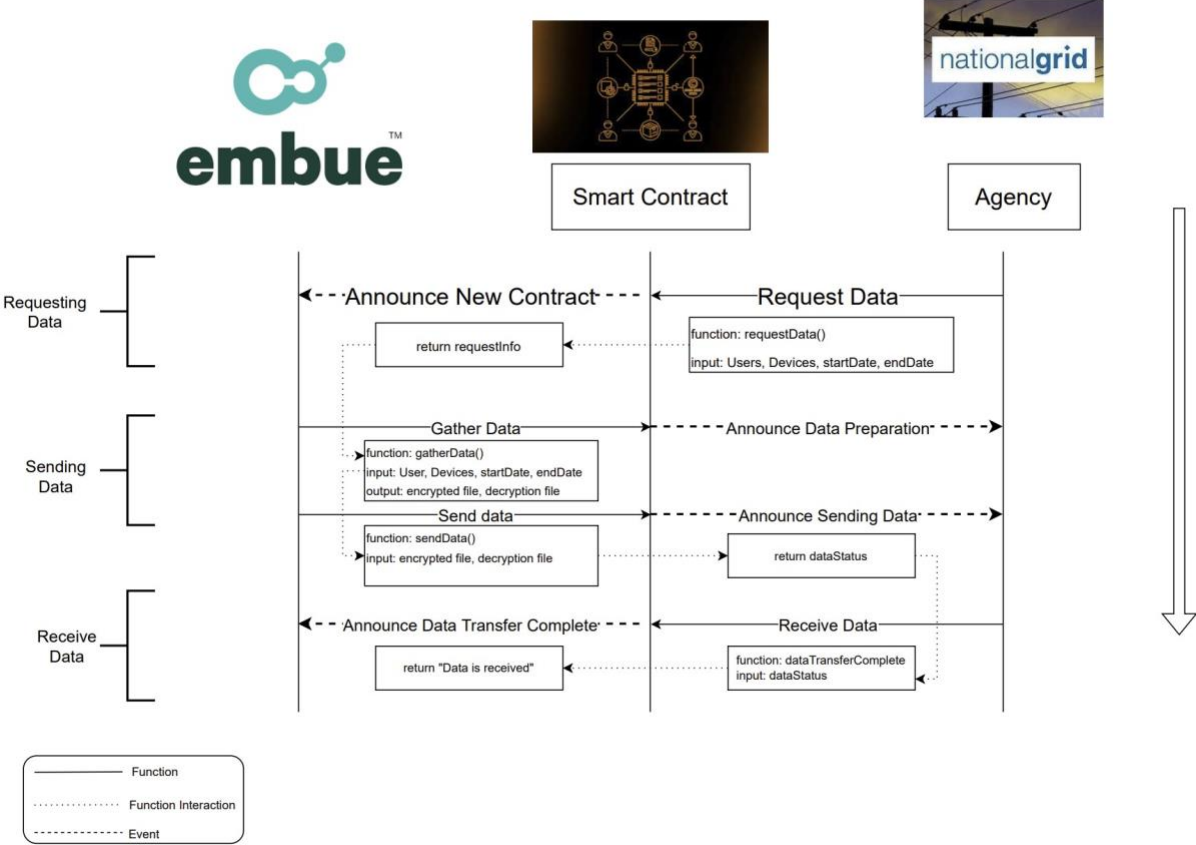 embue™
nationalgrid
Smart Contract
Agency
Requesting
Data
Announce New Contract
Request Data
return requestInfo
function: requestData()
input: Users, Devices, startDate, endDate
Sending
Data
Gather Data
Announce Data Preparation
function: gatherData()
input: User, Devices, startDate, endDate
output: encrypted file, decryption file
Send data
Announce Sending Data
function: sendData()
input: encrypted file, decryption file
return dataStatus
Receive
Data
Announce Data Transfer Complete
Receive Data
return "Data is received"
function: dataTransferComplete
input: dataStatus
Function
Function Interaction
Event